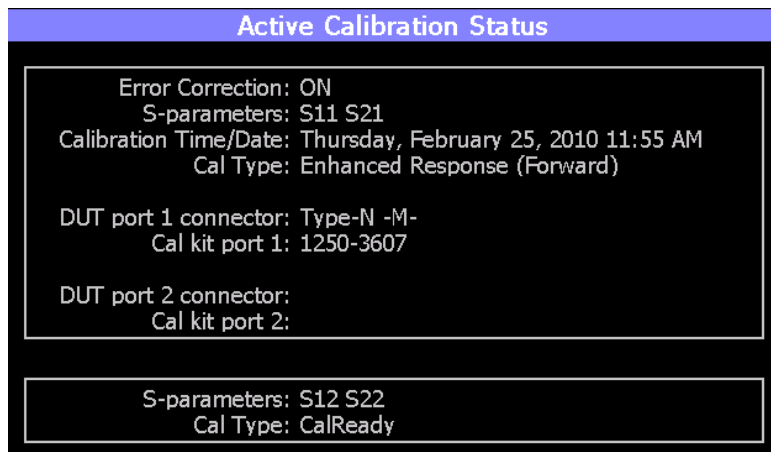 Active Calibration Status
Error Correction: ON
S-parameters: S11 S21
Calibration Time/Date: Thursday, February 25, 2010 11:55 AM
Cal Type: Enhanced Response (Forward)
DUT port 1 connector: Type-N -M-
Cal kit port 1: 1250-3607
DUT port 2 connector:
Cal kit port 2:
S-parameters: S12 S22
Cal Type: CalReady